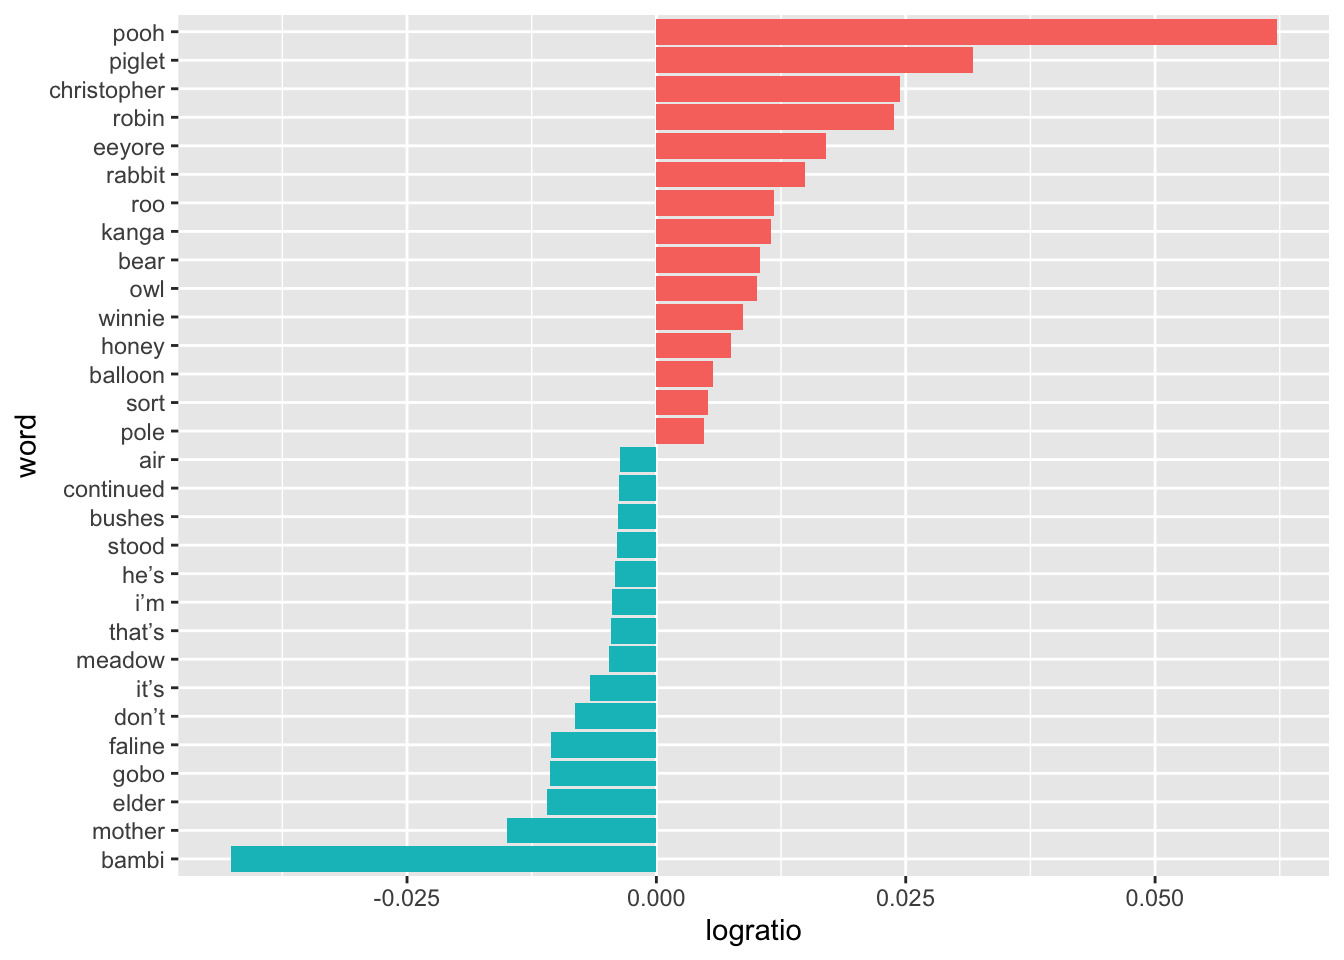 pooh
piglet
christopher
robin
eeyore
rabbit
roo
kanga
bear
owl
winnie
honey
balloon
sort
pole
air
continued
bushes
stood
he’s
i’m
that’s
meadow
it’s
don’t
faline
gobo
elder
mother
bambi
word
-0.025 0.000 0.025 0.050
logratio